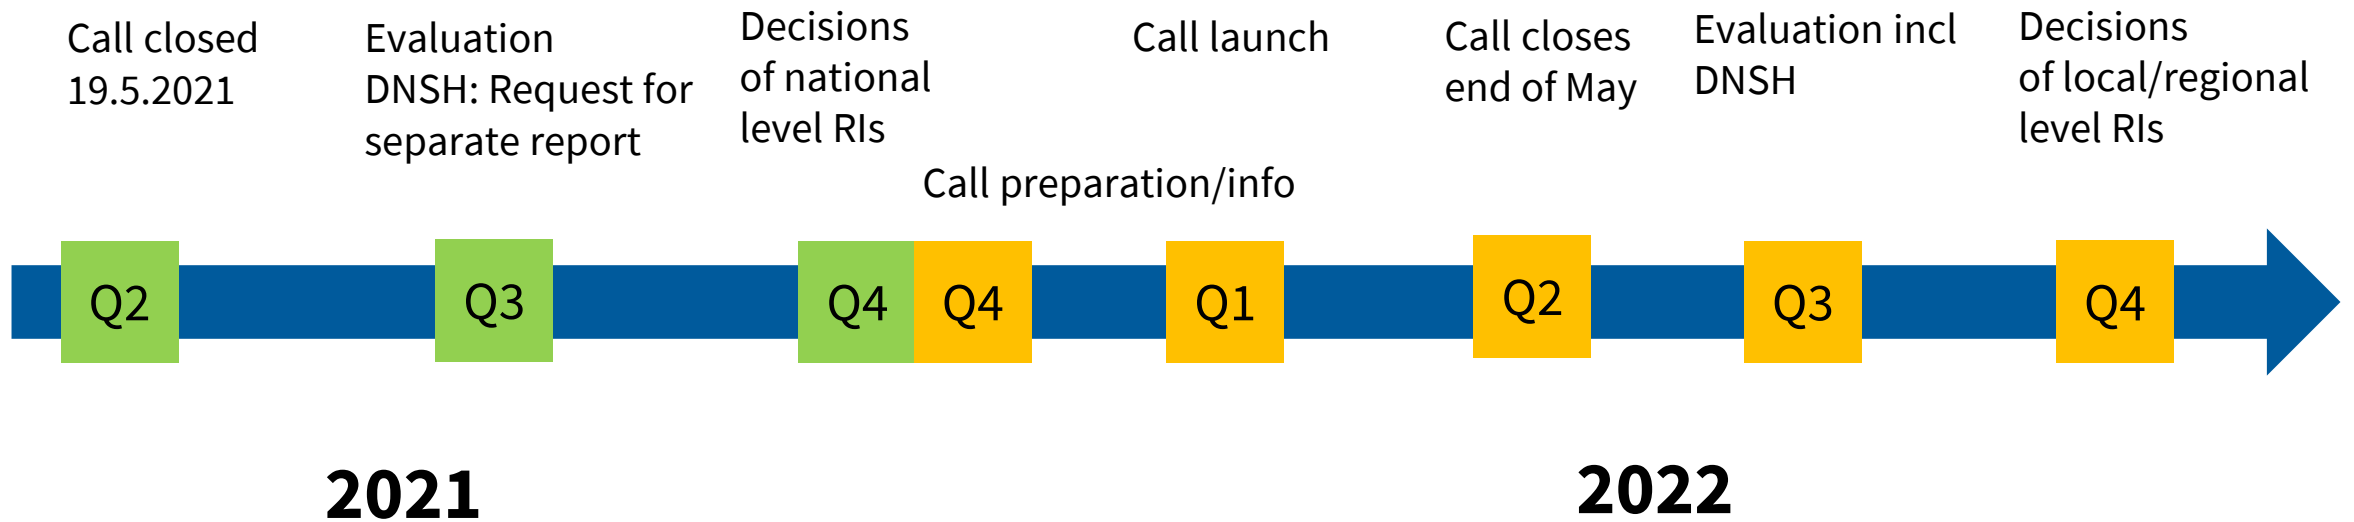 Call closed
19.5.2021
Evaluation
DNSH: Request for
separate report
Decisions
of national
level RIs
Call preparation/info
Call launch
Call closes
end of May
Evaluation incl
DNSH
Decisions
of local/regional
level RIs
Q2
Q3
Q4
Q4
Q1
Q2
Q3
Q4
2021
2022